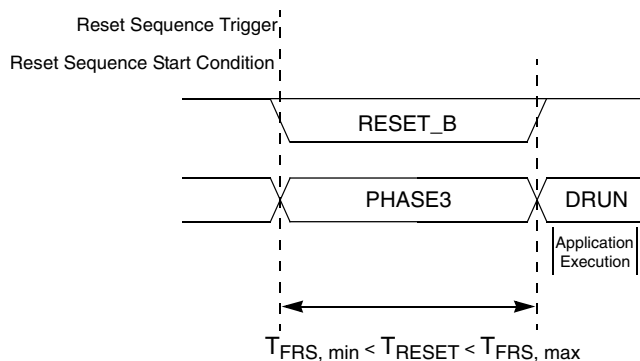 Reset Sequence Trigger
Reset Sequence Start Condition
RESET_B
PHASE3
DRUN
Application
Execution
TFRS, min < TRESET < TFRS, max